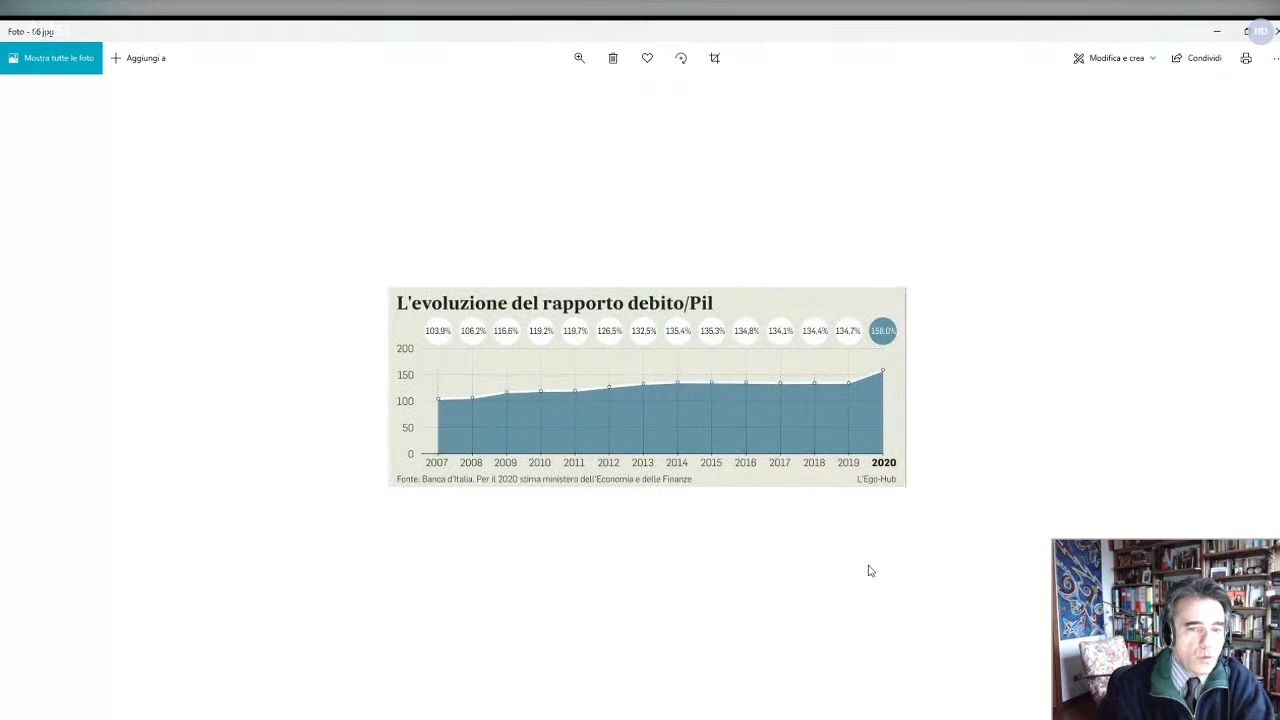 Foto - 66.jpg
HD
Mostra tutte le foto
Aggiungi a
Modifica e crea
Condividi
L'evoluzione del rapporto debito/Pil
103,9% 106,2% 116,6% 119,2% 119,7% 126,5% 132,5% 135,4% 135,3% 134,8% 134,1% 134,4% 134,7% 158,0%
200
150
100
50
0
2007 2008 2009 2010 2011 2012 2013 2014 2015 2016 2017 2018 2019 2020
Fonte: Banca d'Italia. Per il 2020 stima ministero dell'Economia e delle Finanze
L'Ego-Hub